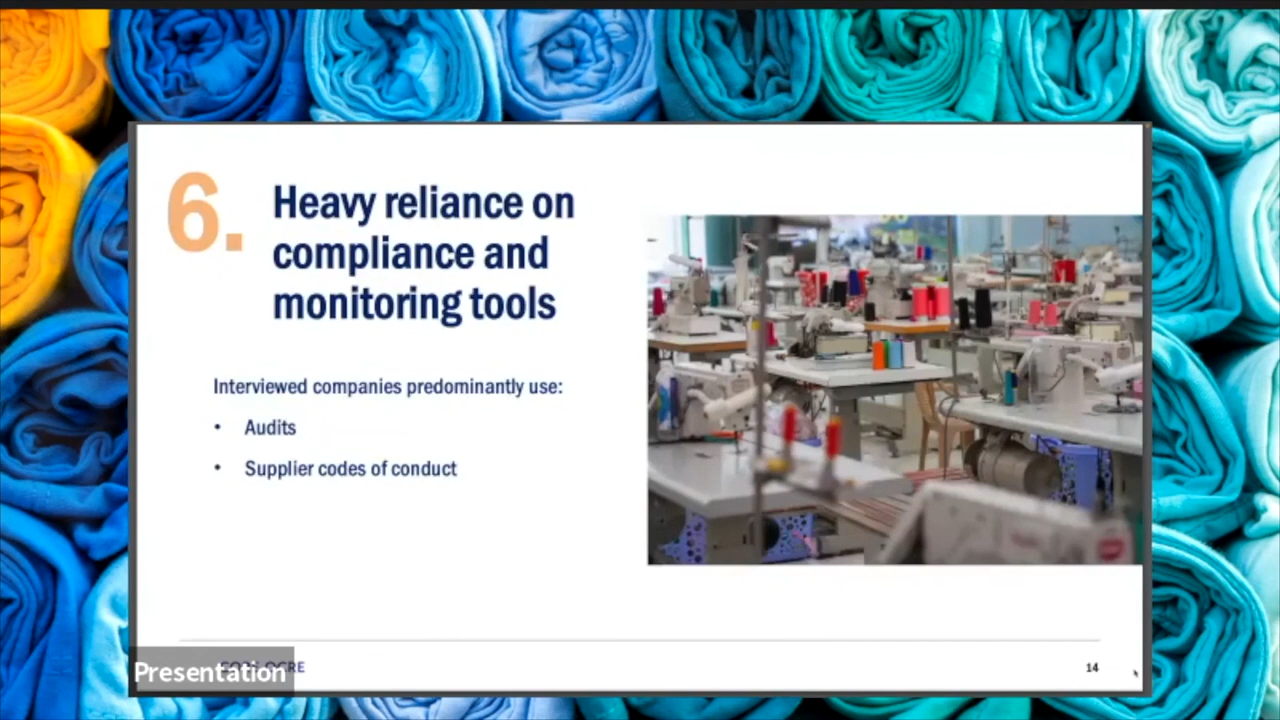 6.
Heavy reliance on
compliance and
monitoring tools
Interviewed companies predominantly use:
• Audits
• Supplier codes of conduct
Presentation
14